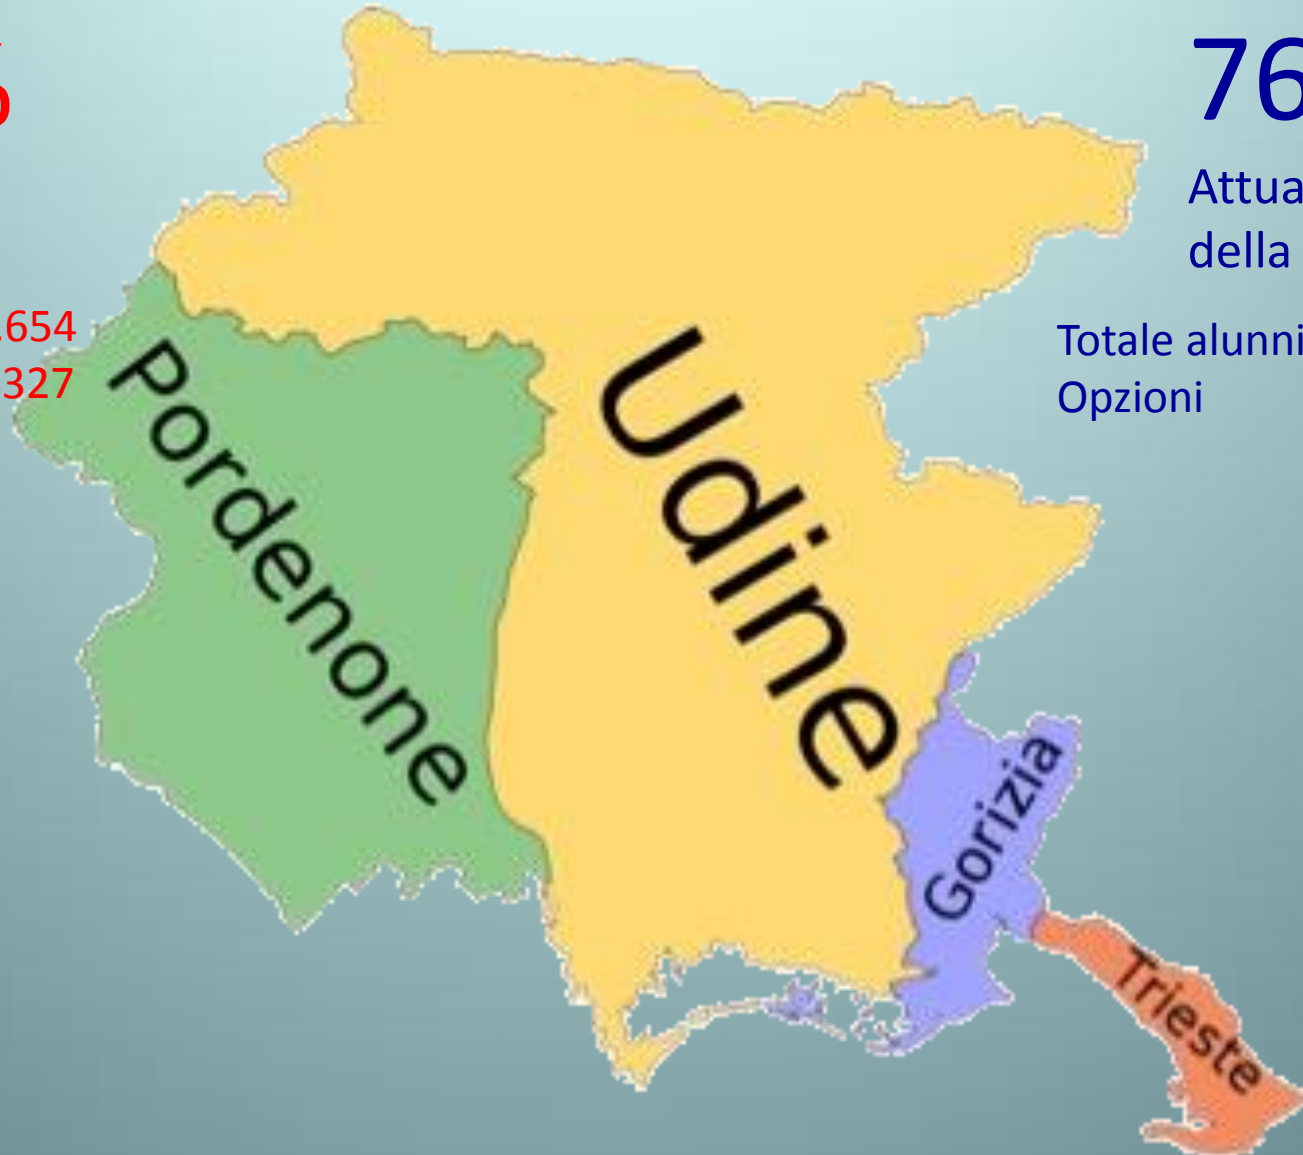 %
76
Attua
della
.654
327
Totale alunni
Opzioni
Pordenone
Udine
Gorizia
Trieste